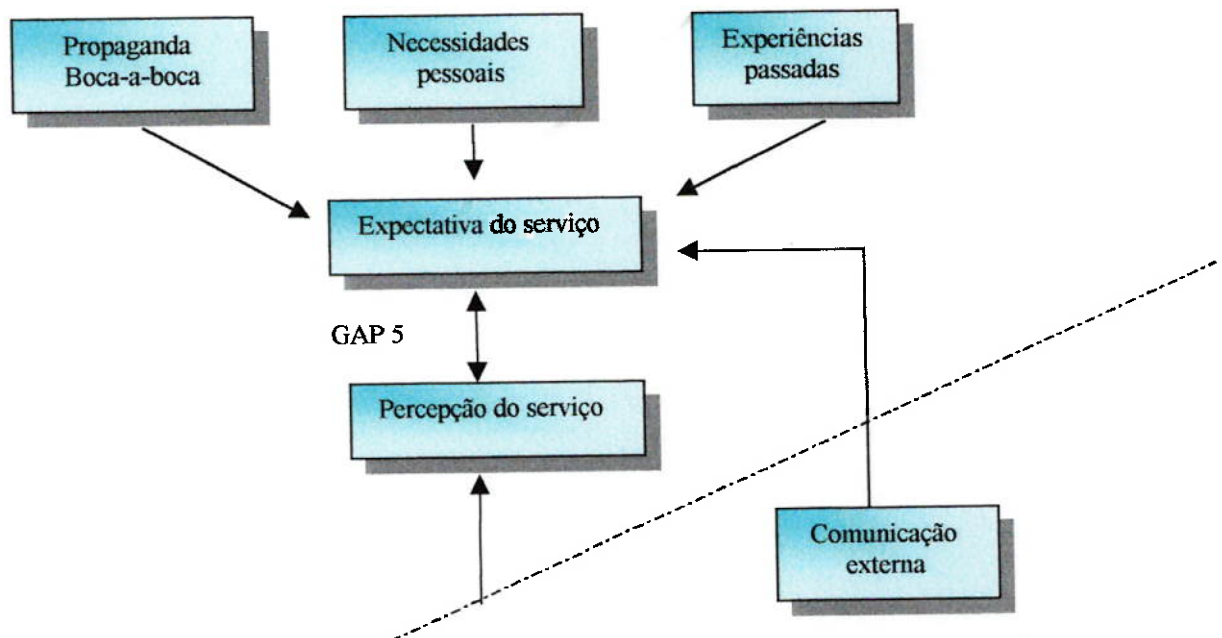 Propaganda
Boca-a-boca
Necessidades
pessoais
Experiências
passadas
Expectativa do serviço
GAP 5
Percepção do serviço
Comunicação
externa